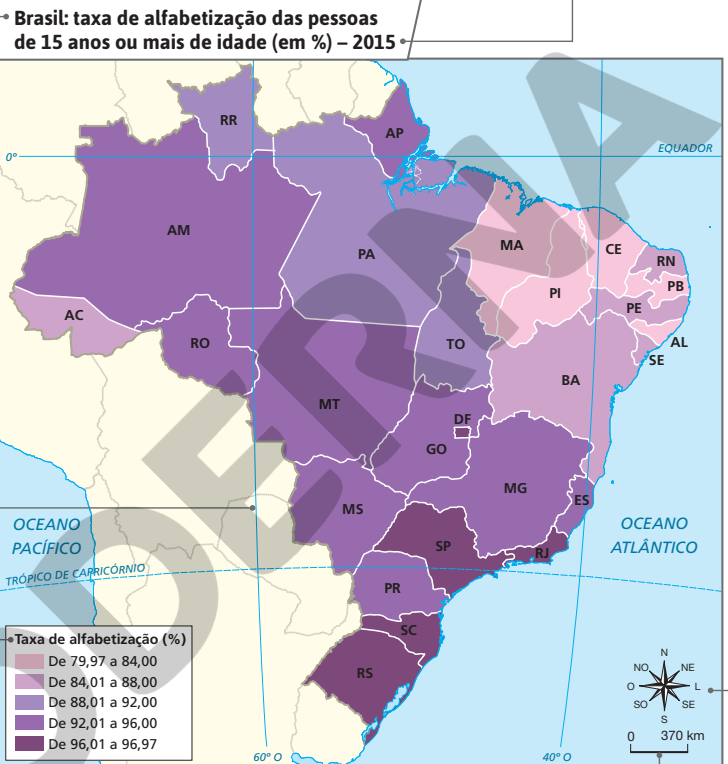 Brasil: taxa de alfabetização das pessoas
de 15 anos ou mais de idade (em %) – 2015
RR
AP
EQUADOR
0°
AM
PA
MA
CE
RN
PB
PI
PE
AC
RO
TO
AL
SE
BA
MT
DF
GO
MG
ES
MS
OCEANO
PACÍFICO
OCEANO
ATLÂNTICO
SP
RJ
TRÓPICO DE CAPRICÓRNIO
PR
SC
RS
Taxa de alfabetização (%)
De 79,97 a 84,00
De 84,01 a 88,00
De 88,01 a 92,00
De 92,01 a 96,00
De 96,01 a 96,97
N
NO NE
O L
SO SE
S
0 370 km
60° O
40° O
MODERNA